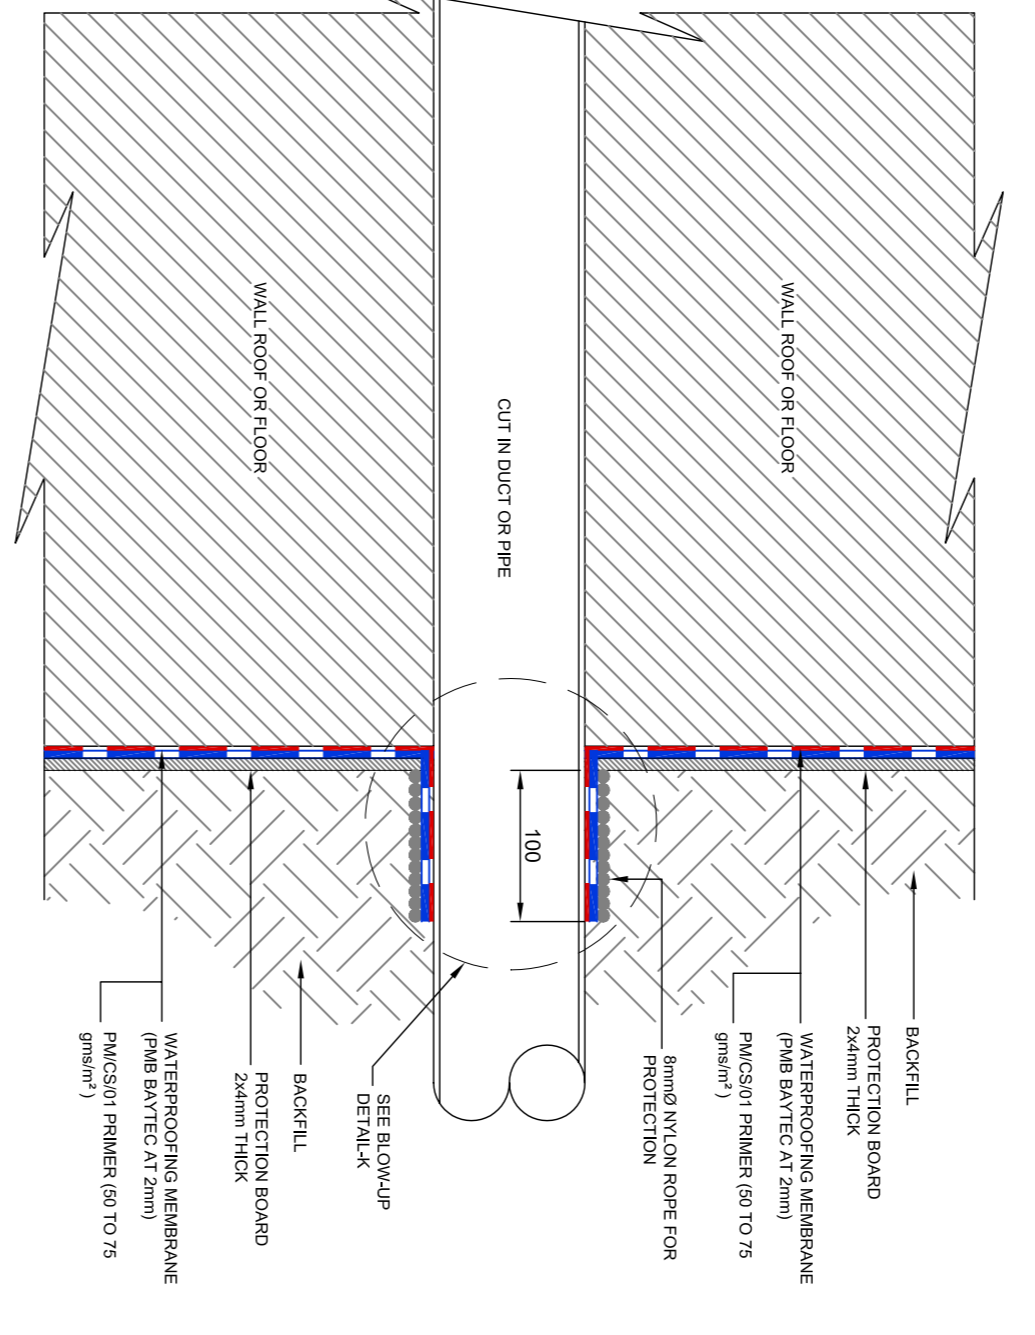 WALL ROOF OR FLOOR
WALL ROOF OR FLOOR
CUT IN DUCT OR PIPE
100
BACKFILL
PROTECTION BOARD
2x4mm THICK
WATERPROOFING MEMBRANE
(PMB BAYTEC AT 2mm)
PM/CS/01 PRIMER (50 TO 75
gms/m²)
8mmØ NYLON ROPE FOR
PROTECTION
SEE BLOW-UP
DETAIL-K
BACKFILL
PROTECTION BOARD
2x4mm THICK
WATERPROOFING MEMBRANE
(PMB BAYTEC AT 2mm)
PM/CS/01 PRIMER (50 TO 75
gms/m²)